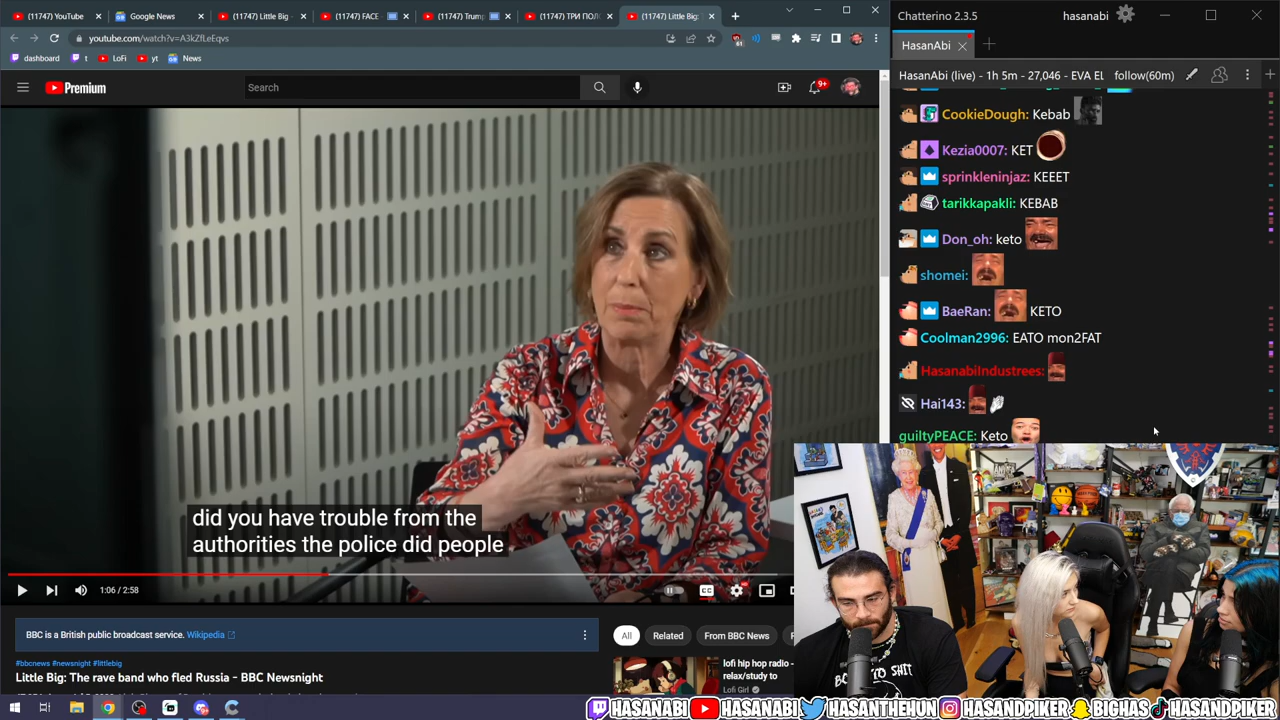 (11747) YouTube
Google News
(11747) Little Big
(11747) FACE
(11747) Trump
(11747) ТРИ ПОЛО
(11747) Little Big:
youtube.com/watch?v=A3kZfLeEqvs
61
dashboard
t
LoFi
yt
News
Premium
Search
9+
did you have trouble from the
authorities the police did people
1:06 / 2:58
BBC is a British public broadcast service. Wikipedia
All
Related
From BBC News
#bbcnews #newsnight #littlebig
Little Big: The rave band who fled Russia - BBC Newsnight
lofi hip hop radio -
relax/study to
Lofi Girl
Chatterino 2.3.5
hasanabi
HasanAbi
HasanAbi (live) - 1h 5m - 27,046 - EVA EL
follow(60m)
CookieDough: Kebab
Kezia0007: KET
sprinkleninjaz: KEEET
tarikkapakli: KEBAB
Don_oh: keto
shomei:
BaeRan: KETO
Coolman2996: EATO mon2FAT
HasanabiIndustrees:
Hai143:
guiltyPEACE: Keto
HASANABI
HASANABI
HASANTHEHUN
HASANDPIKER
BIGHAS
HASANDPIKER